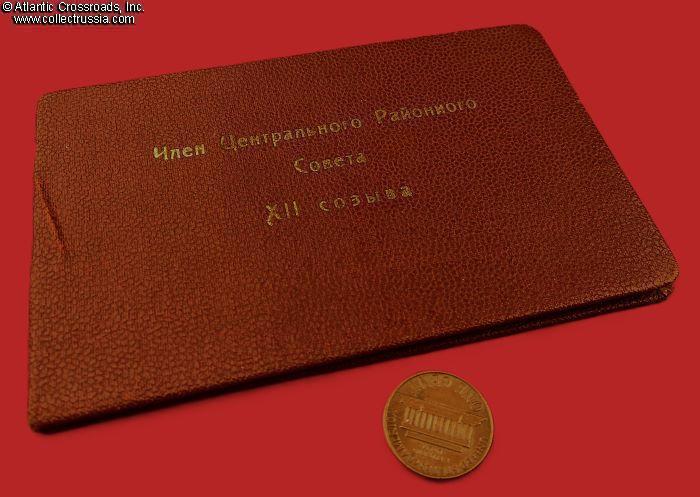 © Atlantic Crossroads, Inc.
www.collectrussia.com
Член Центрального Районного
Совета
XII созыва